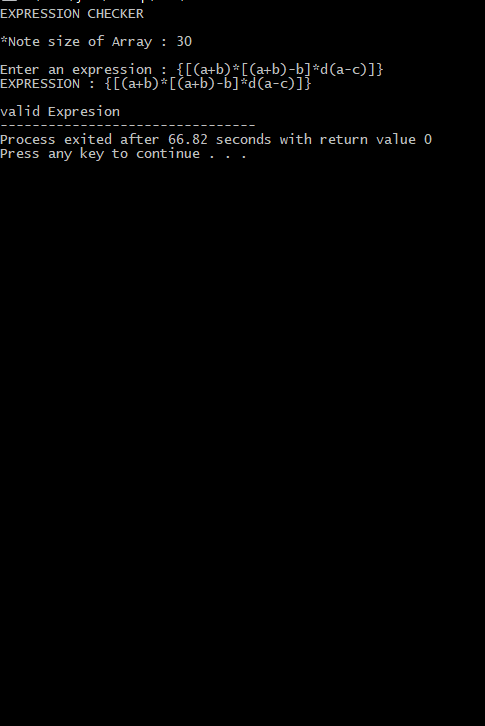 EXPRESSION CHECKER
*Note size of Array : 30
Enter an expression : {[(a+b)*[(a+b)-b]*d(a-c)]}
EXPRESSION : {[(a+b)*[(a+b)-b]*d(a-c)]}
valid Expresion
--------------------------------
Process exited after 66.82 seconds with return value 0
Press any key to continue . . .